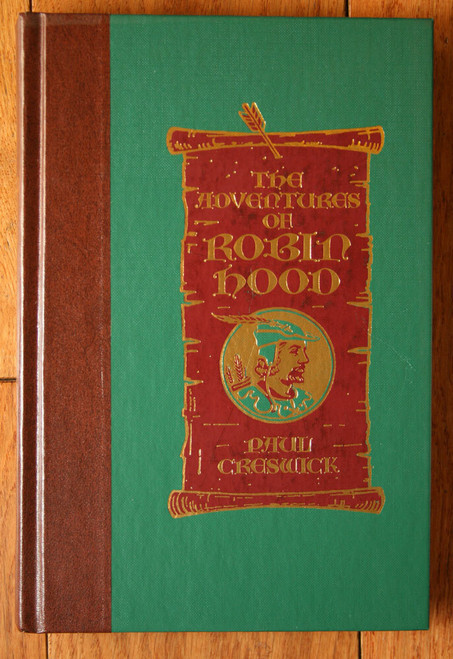 THE
ADVENTURES
OF
ROBIN
HOOD
PAUL
CRESWICK